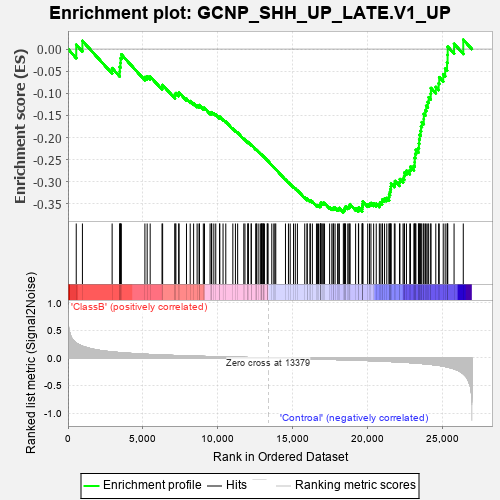 Enrichment plot: GCNP_SHH_UP_LATE.V1_UP
Enrichment score (ES)
0.00
-0.05
-0.10
-0.15
-0.20
-0.25
-0.30
-0.35
'ClassB' (positively correlated)
Ranked list metric (Signal2Noise)
1.0
0.5
0.0
-0.5
-1.0
Zero cross at 13379
'Controal' (negatively correlated)
0
5,000
10,000
15,000
20,000
25,000
Rank in Ordered Dataset
Enrichment profile
Hits
Ranking metric scores